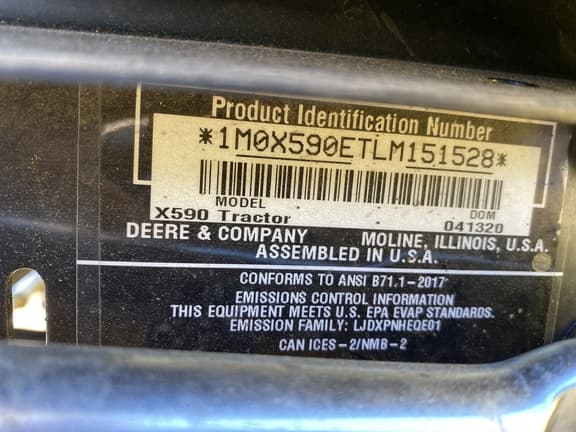 Product Identification Number
*1M0X590ETLM151528*
MODEL DOM
X590 Tractor 041320
DEERE & COMPANY MOLINE, ILLINOIS, U.S.A.
ASSEMBLED IN U.S.A.
CONFORMS TO ANSI B71.1-2017
EMISSIONS CONTROL INFORMATION
THIS EQUIPMENT MEETS U.S. EPA EVAP STANDARDS.
EMISSION FAMILY: LJDXPNHEQE01
CAN ICES-2/NMB-2